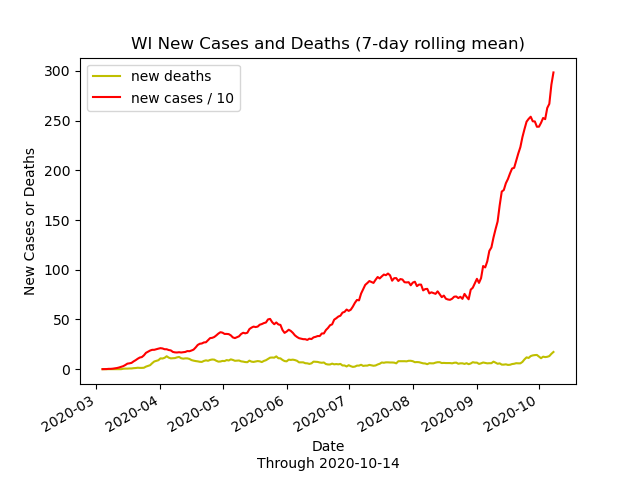 WI New Cases and Deaths (7-day rolling mean)
new deaths
new cases / 10
300
250
200
150
100
50
0
New Cases or Deaths
2020-03
2020-04
2020-05
2020-06
2020-07
2020-08
2020-09
2020-10
Date
Through 2020-10-14